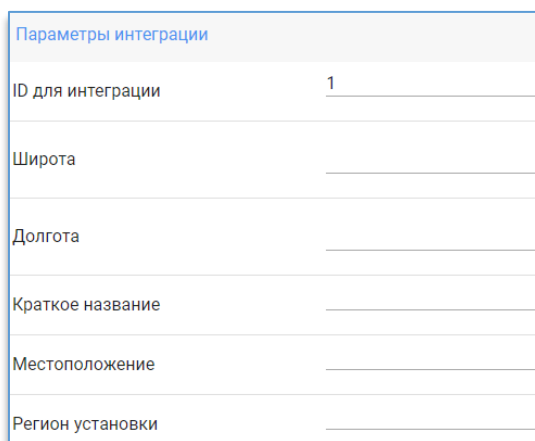 Параметры интеграции
ID для интеграции 1
Широта
Долгота
Краткое название
Местоположение
Регион установки